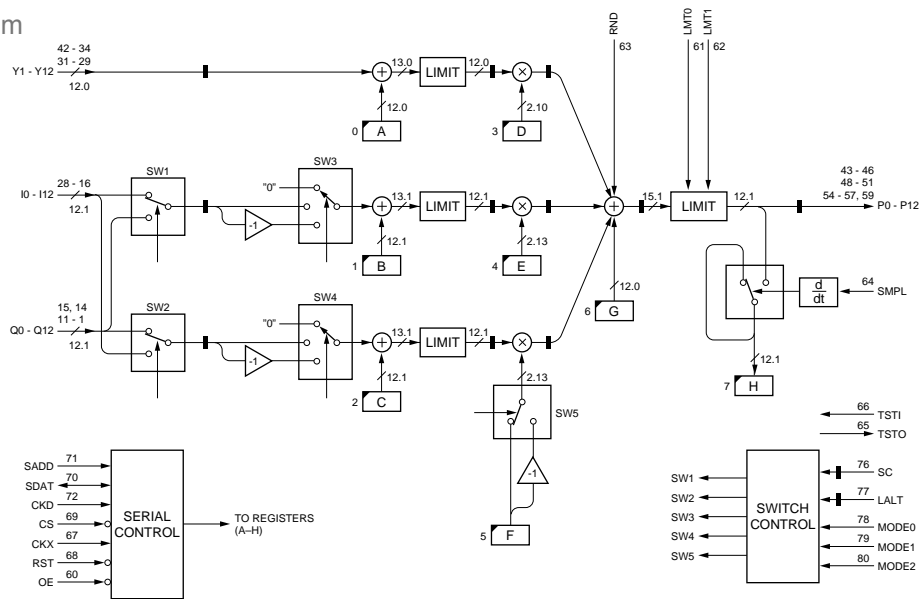 m
42 - 34
31 - 29
Y1 - Y12
12.0
13.0
LIMIT
12.0
12.0
0
A
2.10
3
D
RND
63
LMT0
LMT1
61
62
SW1
SW3
I0 - I12
28 - 16
12.1
"0"
-1
13.1
LIMIT
12.1
12.1
1
B
2.13
4
E
15.1
LIMIT
12.1
43 - 46
48 - 51
54 - 57, 59
P0 - P12
12.0
6
G
d
dt
64
SMPL
12.1
7
H
SW2
SW4
15, 14
11 - 1
Q0 - Q12
12.1
"0"
-1
13.1
LIMIT
12.1
12.1
2
C
2.13
SW5
-1
5
F
66
TSTI
65
TSTO
SADD
71
SDAT
70
CKD
72
CS
69
CKX
67
RST
68
OE
60
SERIAL
CONTROL
TO REGISTERS
(A–H)
SW1
SW2
SW3
SW4
SW5
SWITCH
CONTROL
76
SC
77
LALT
78
MODE0
79
MODE1
80
MODE2